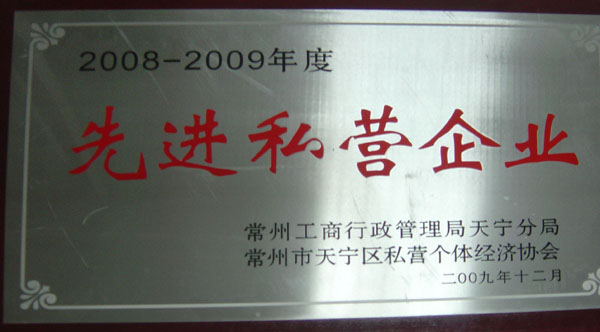 2008-2009年度
先进私营企业
常州工商行政管理局天宁分局
常州市天宁区私营个体经济协会
二00九年十二月